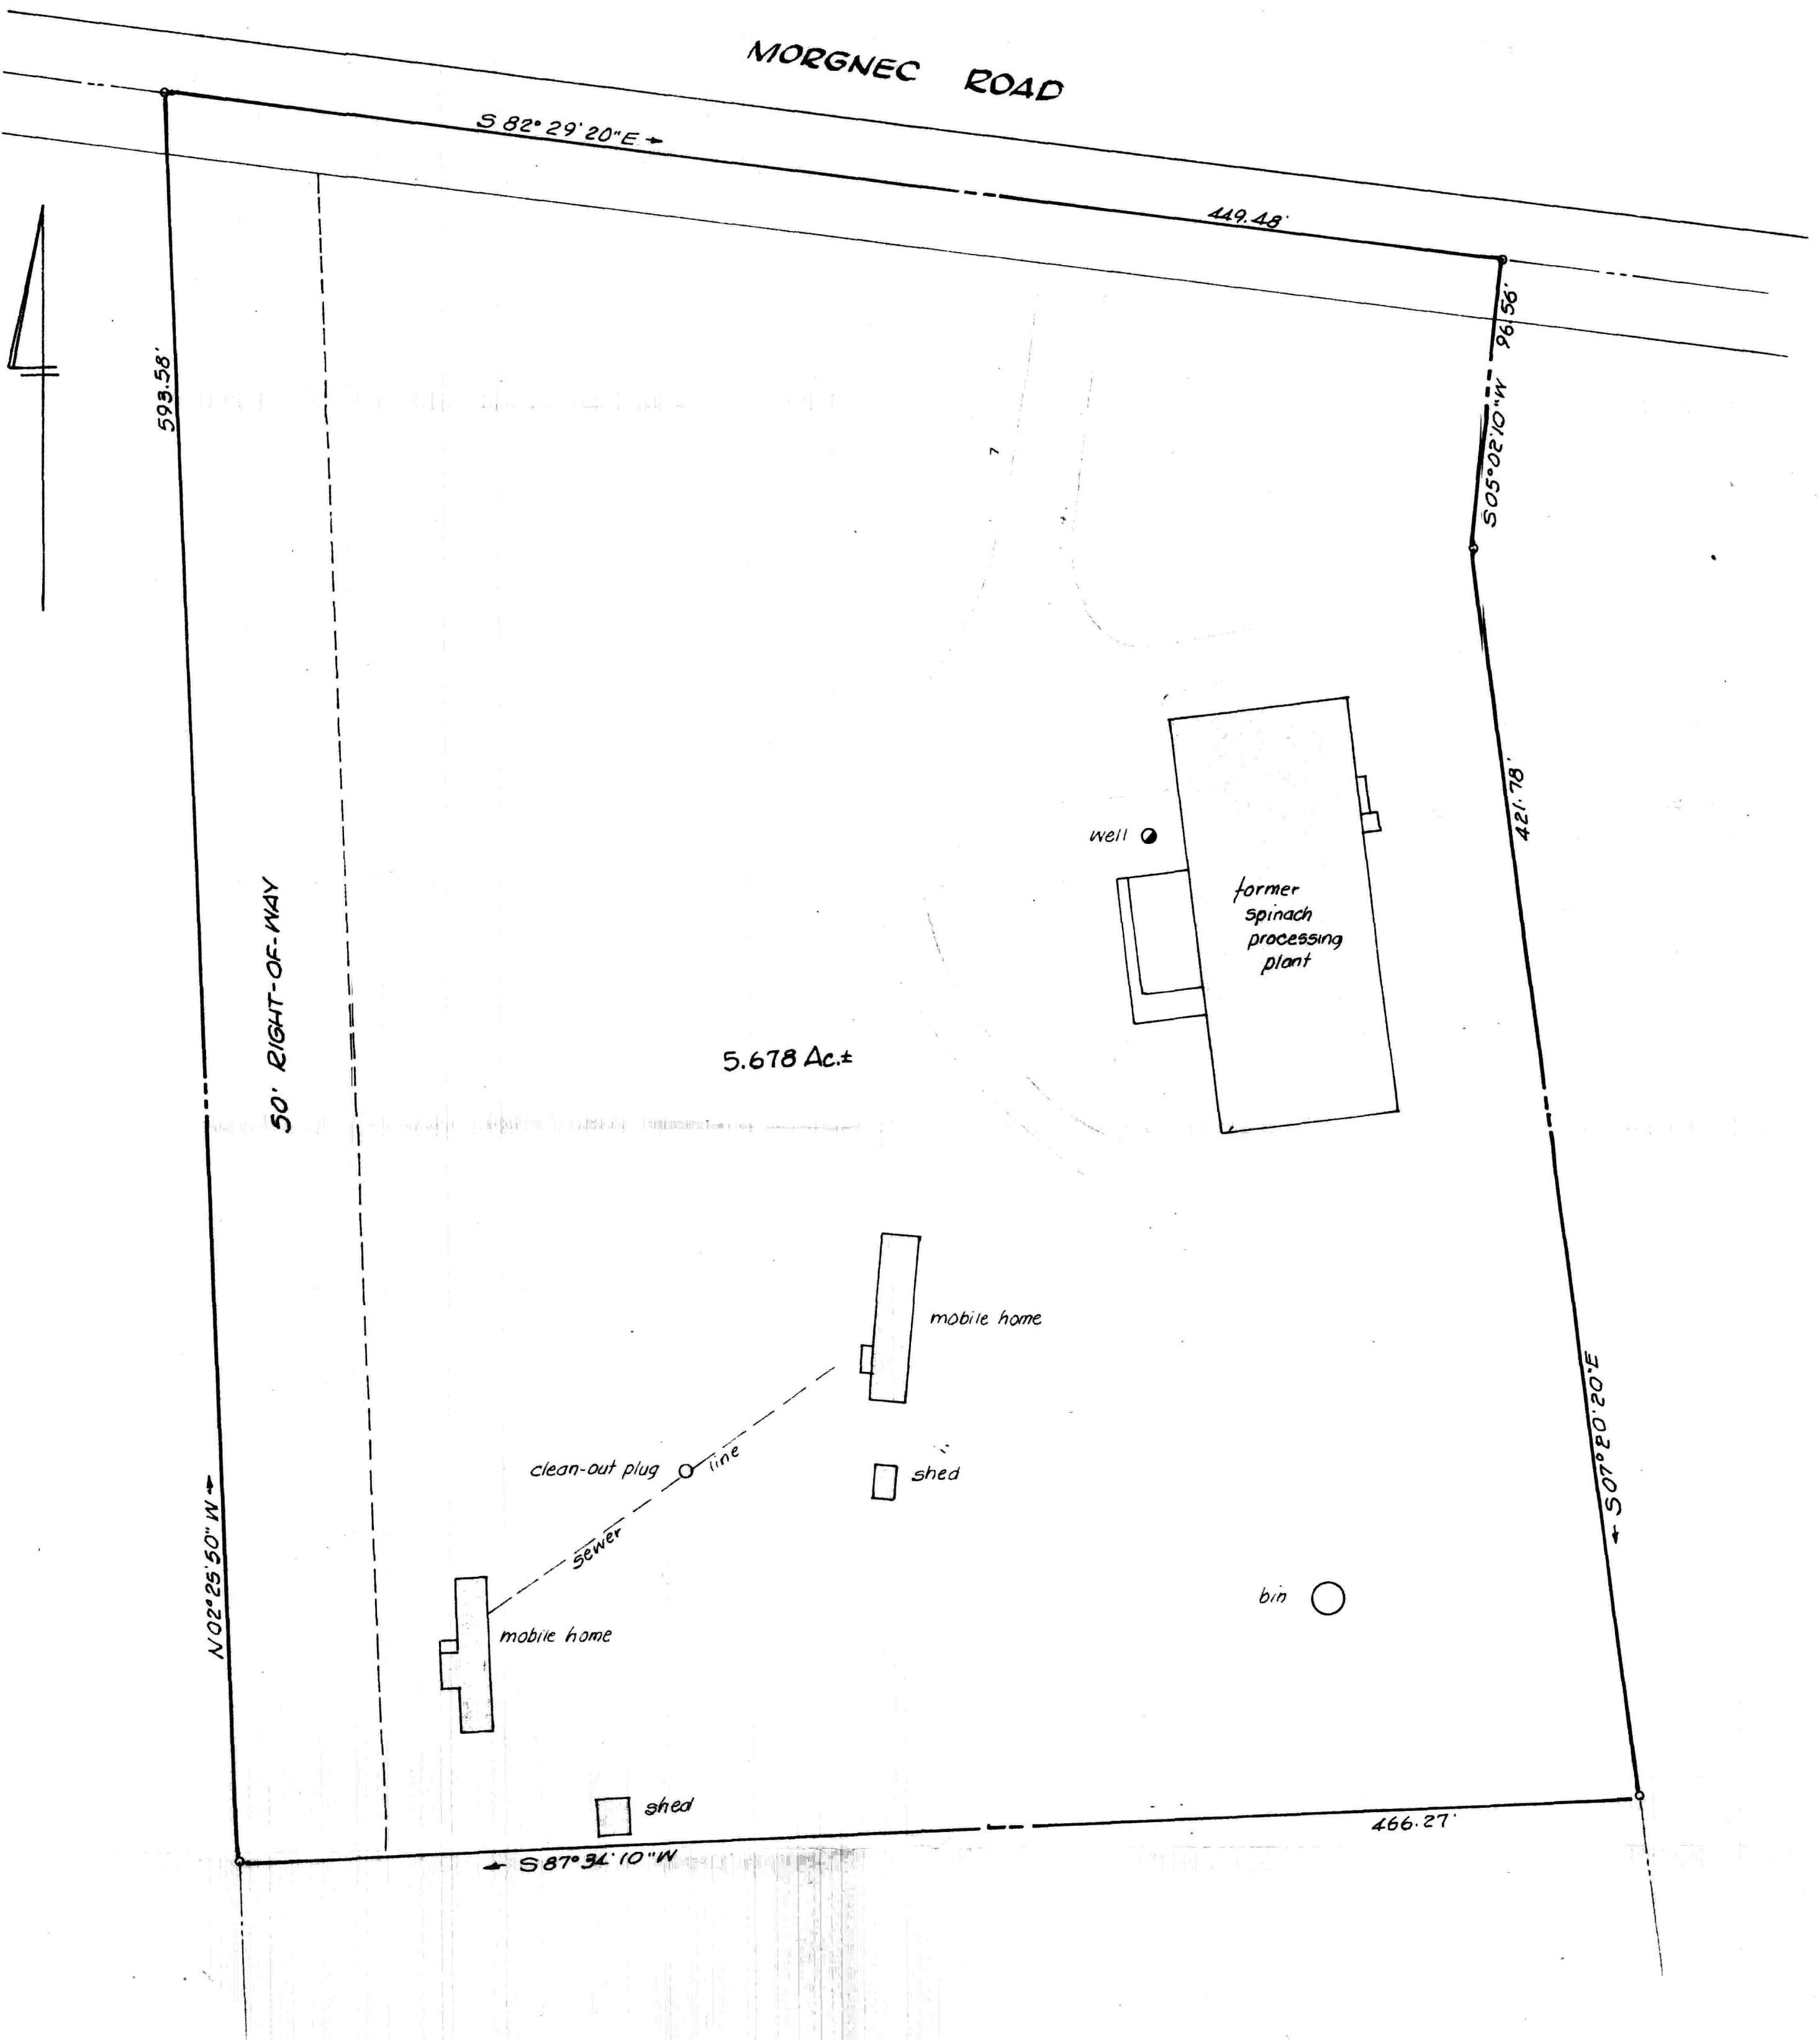 MORGNEC ROAD
S 82° 29' 20" E
449.48'
593.58'
96.56'
S 05° 02' 10" W
421.78'
well
former
spinach
processing
plant
50' RIGHT-OF-WAY
5.678 Ac.±
mobile home
S 07° 20' 20" E
clean-out plug
line
shed
sewer
N 02° 25' 50" W
bin
mobile home
shed
466.27'
S 87° 34' 10" W